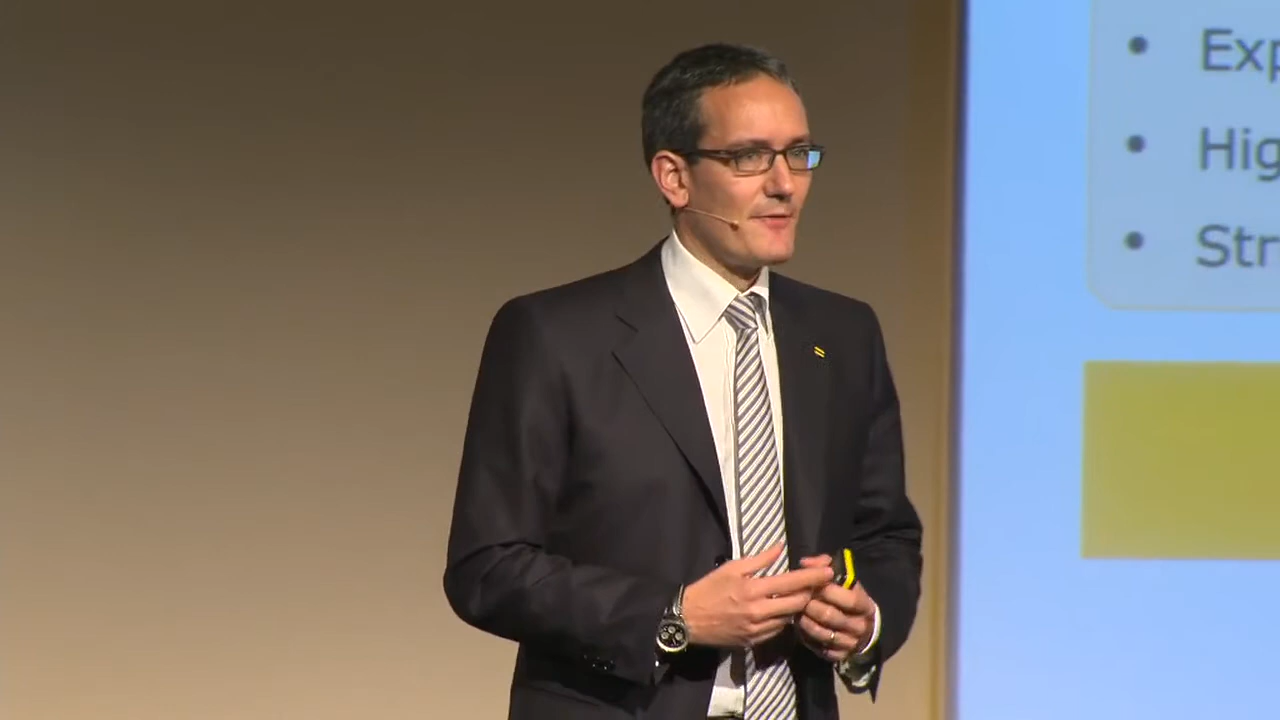 • Exp
• Hig
• Str